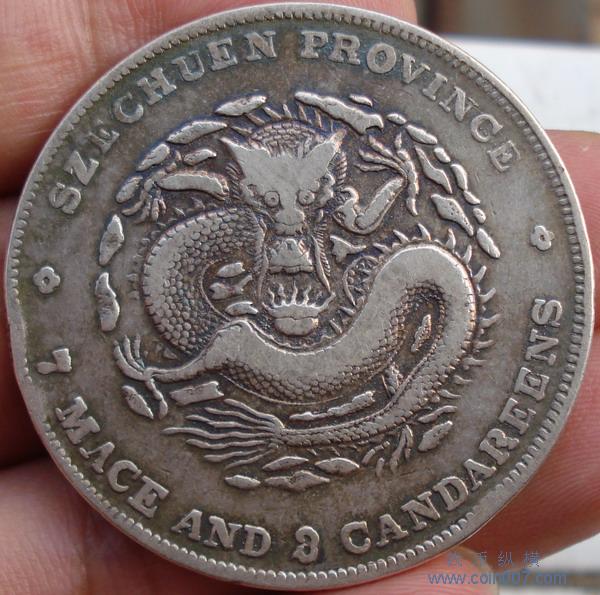 SZECHUEN PROVINCE
7 MACE AND 3 CANDAREENS
钱币纵横
www.coin007.com